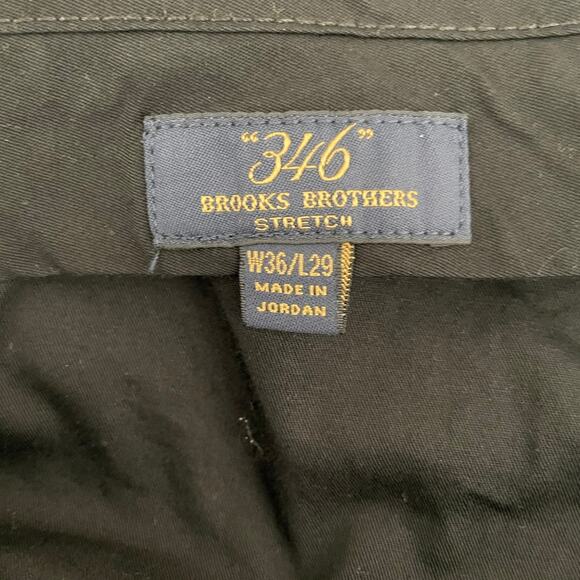 "346"
BROOKS BROTHERS
STRETCH
W36/L29
MADE IN
JORDAN